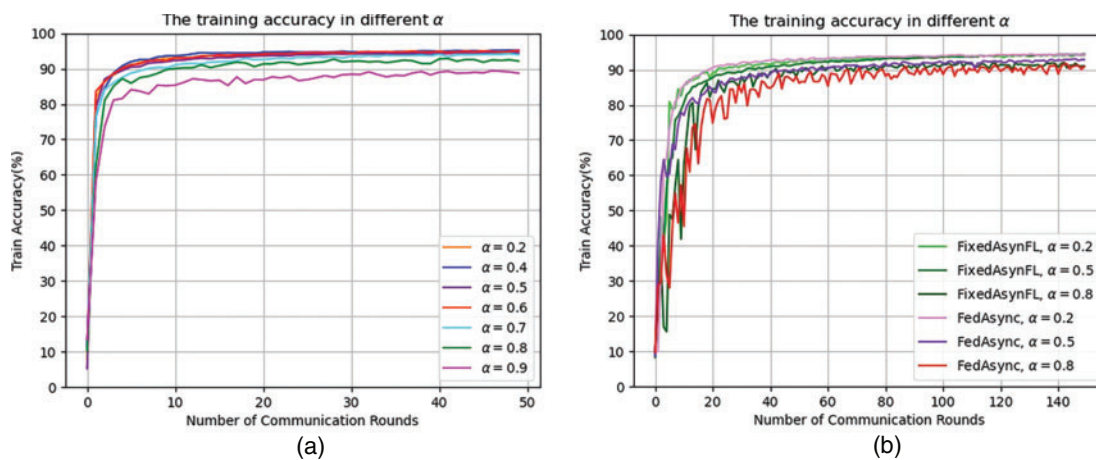 The training accuracy in different α
100
90
80
70
60
50
40
30
20
10
0
Train Accuracy(%)
α = 0.2
α = 0.4
α = 0.5
α = 0.6
α = 0.7
α = 0.8
α = 0.9
0 10 20 30 40 50
Number of Communication Rounds
(a)
The training accuracy in different α
100
90
80
70
60
50
40
30
20
10
0
Train Accuracy(%)
FixedAsynFL, α = 0.2
FixedAsynFL, α = 0.5
FixedAsynFL, α = 0.8
FedAsync, α = 0.2
FedAsync, α = 0.5
FedAsync, α = 0.8
0 20 40 60 80 100 120 140
Number of Communication Rounds
(b)